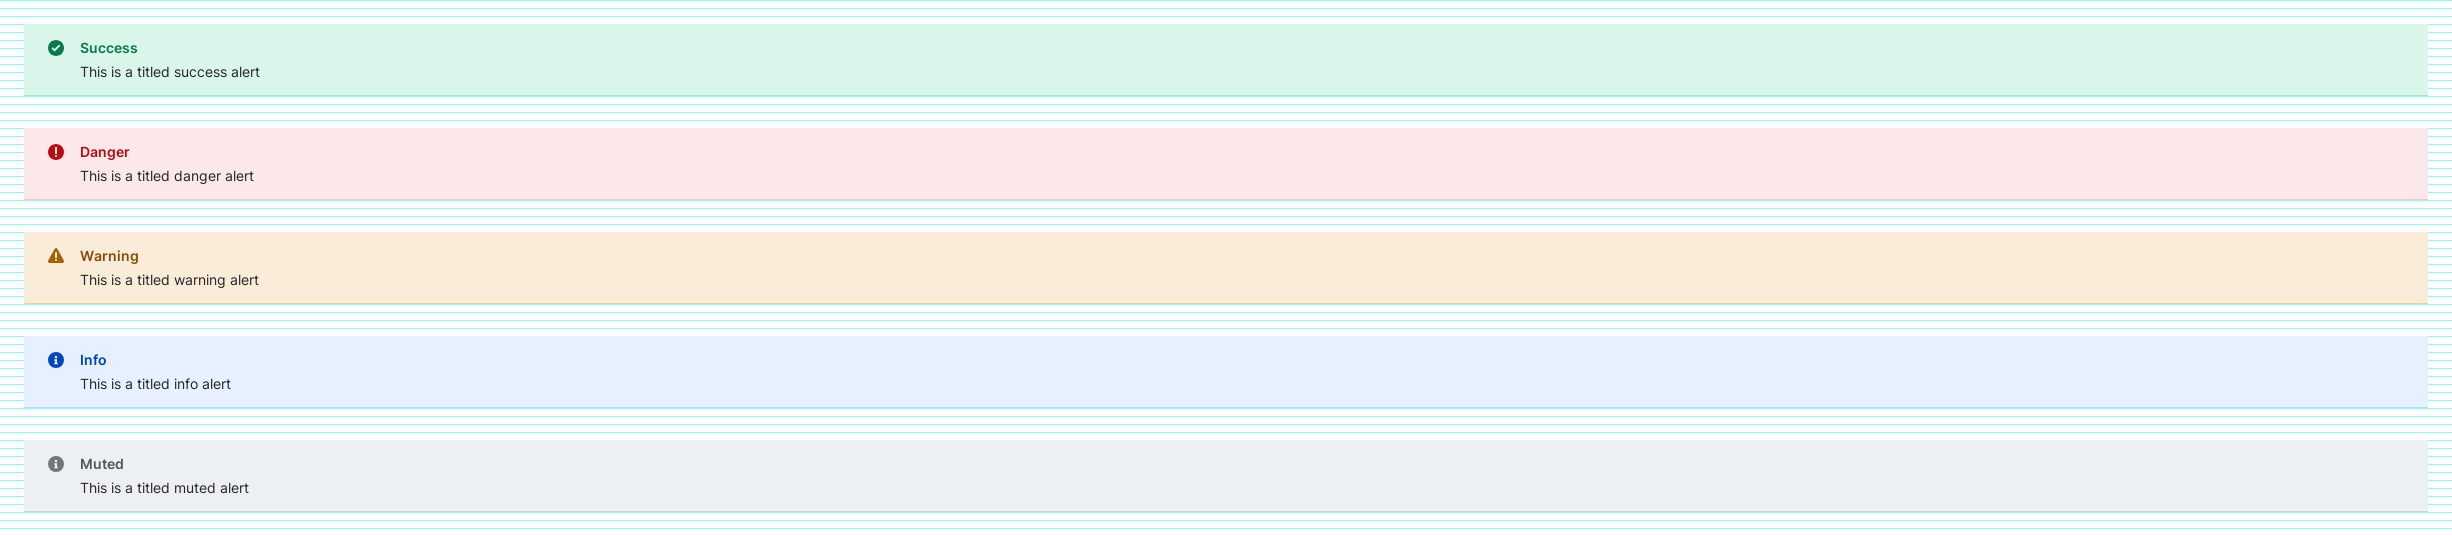 Success
This is a titled success alert
Danger
This is a titled danger alert
Warning
This is a titled warning alert
Info
This is a titled info alert
Muted
This is a titled muted alert